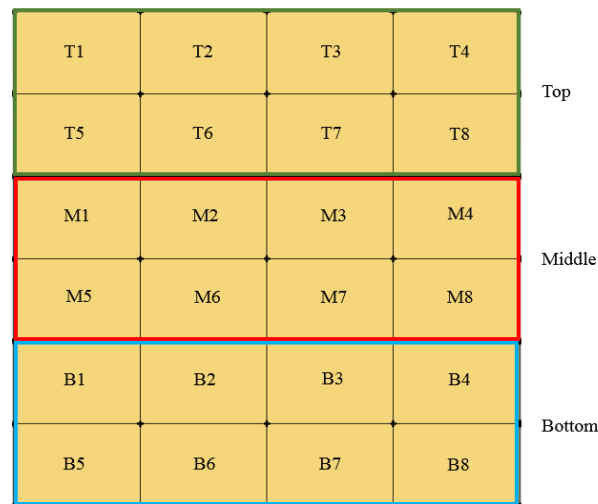 T1 T2 T3 T4
Top
T5 T6 T7 T8
M1 M2 M3 M4
Middle
M5 M6 M7 M8
B1 B2 B3 B4
Bottom
B5 B6 B7 B8